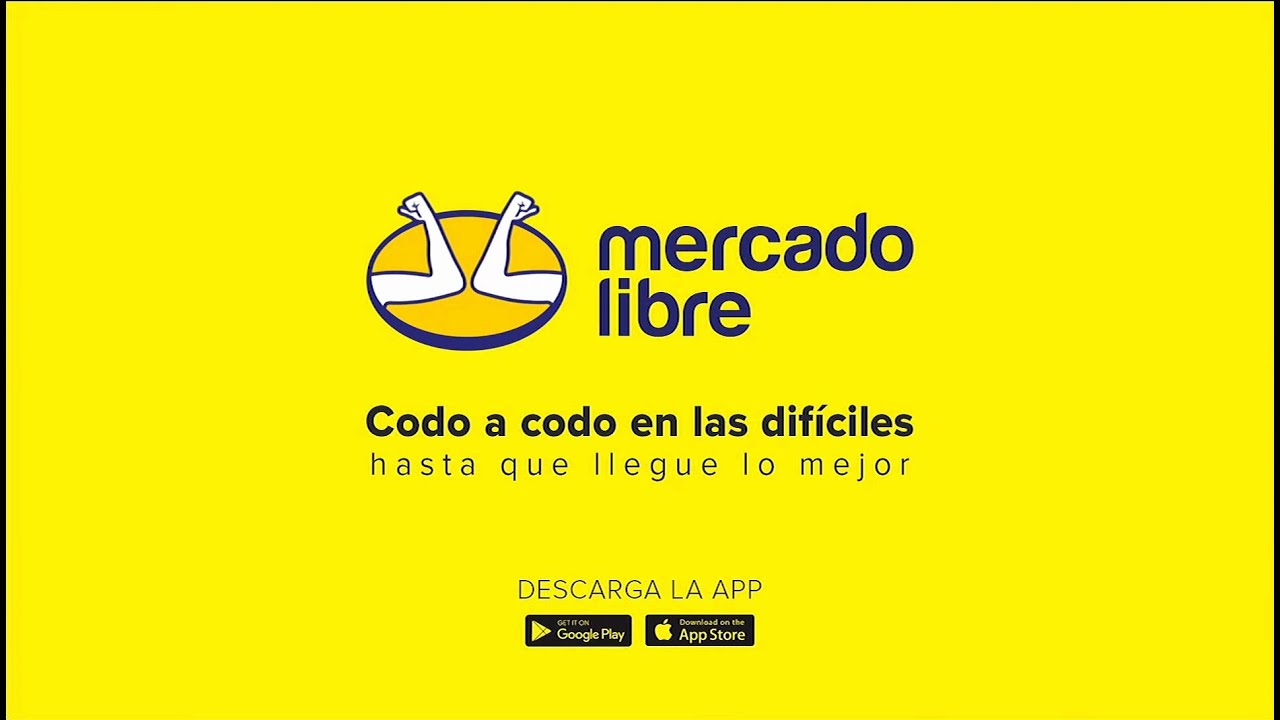 mercado
libre
Codo a codo en las difíciles
hasta que llegue lo mejor
DESCARGA LA APP
GET IT ON
Google Play
Download on the
App Store